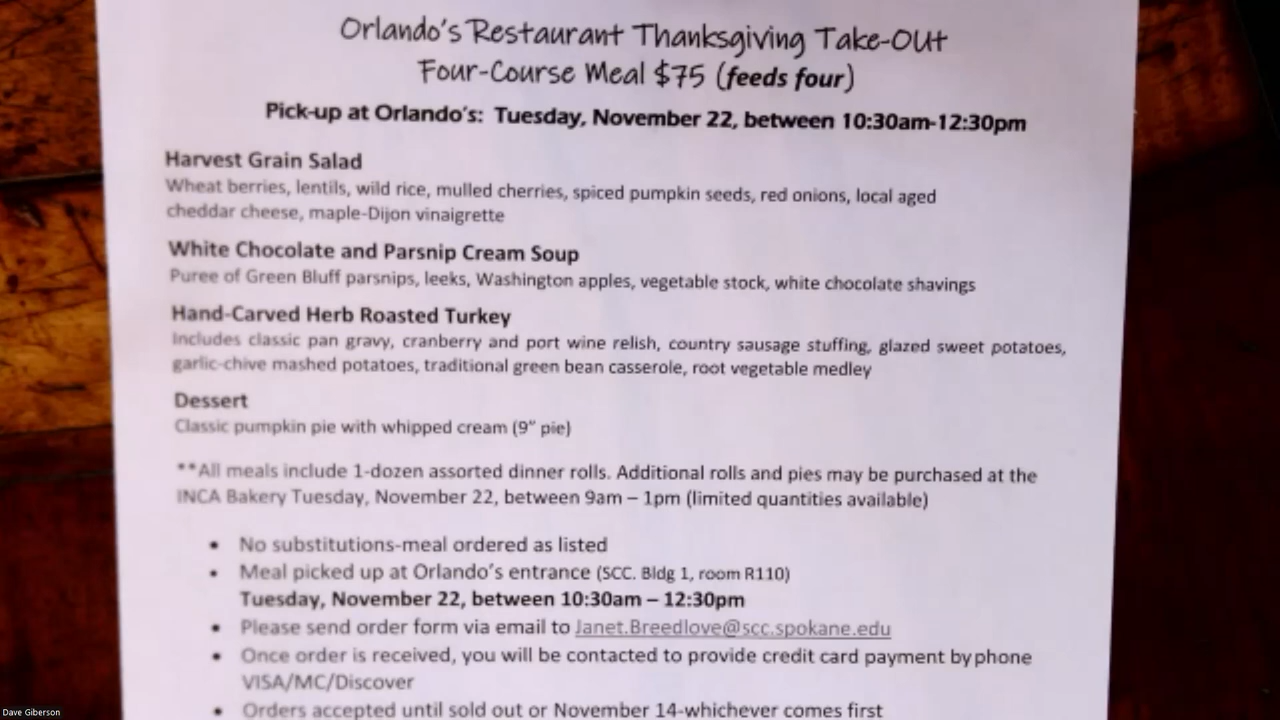 Orlando's Restaurant Thanksgiving Take-Out
Four-Course Meal $75 (feeds four)
Pick-up at Orlando's: Tuesday, November 22, between 10:30am-12:30pm
Harvest Grain Salad
Wheat berries, lentils, wild rice, mulled cherries, spiced pumpkin seeds, red onions, local aged
cheddar cheese, maple-Dijon vinaigrette
White Chocolate and Parsnip Cream Soup
Puree of Green Bluff parsnips, leeks, Washington apples, vegetable stock, white chocolate shavings
Hand-Carved Herb Roasted Turkey
Includes classic pan gravy, cranberry and port wine relish, country sausage stuffing, glazed sweet potatoes,
garlic-chive mashed potatoes, traditional green bean casserole, root vegetable medley
Dessert
Classic pumpkin pie with whipped cream (9" pie)
**All meals include 1-dozen assorted dinner rolls. Additional rolls and pies may be purchased at the
INCA Bakery Tuesday, November 22, between 9am – 1pm (limited quantities available)
• No substitutions-meal ordered as listed
• Meal picked up at Orlando's entrance (SCC. Bldg 1, room R110)
Tuesday, November 22, between 10:30am – 12:30pm
• Please send order form via email to Janet.Breedlove@scc.spokane.edu
• Once order is received, you will be contacted to provide credit card payment by phone
VISA/MC/Discover
• Orders accepted until sold out or November 14-whichever comes first
Dave Giberson